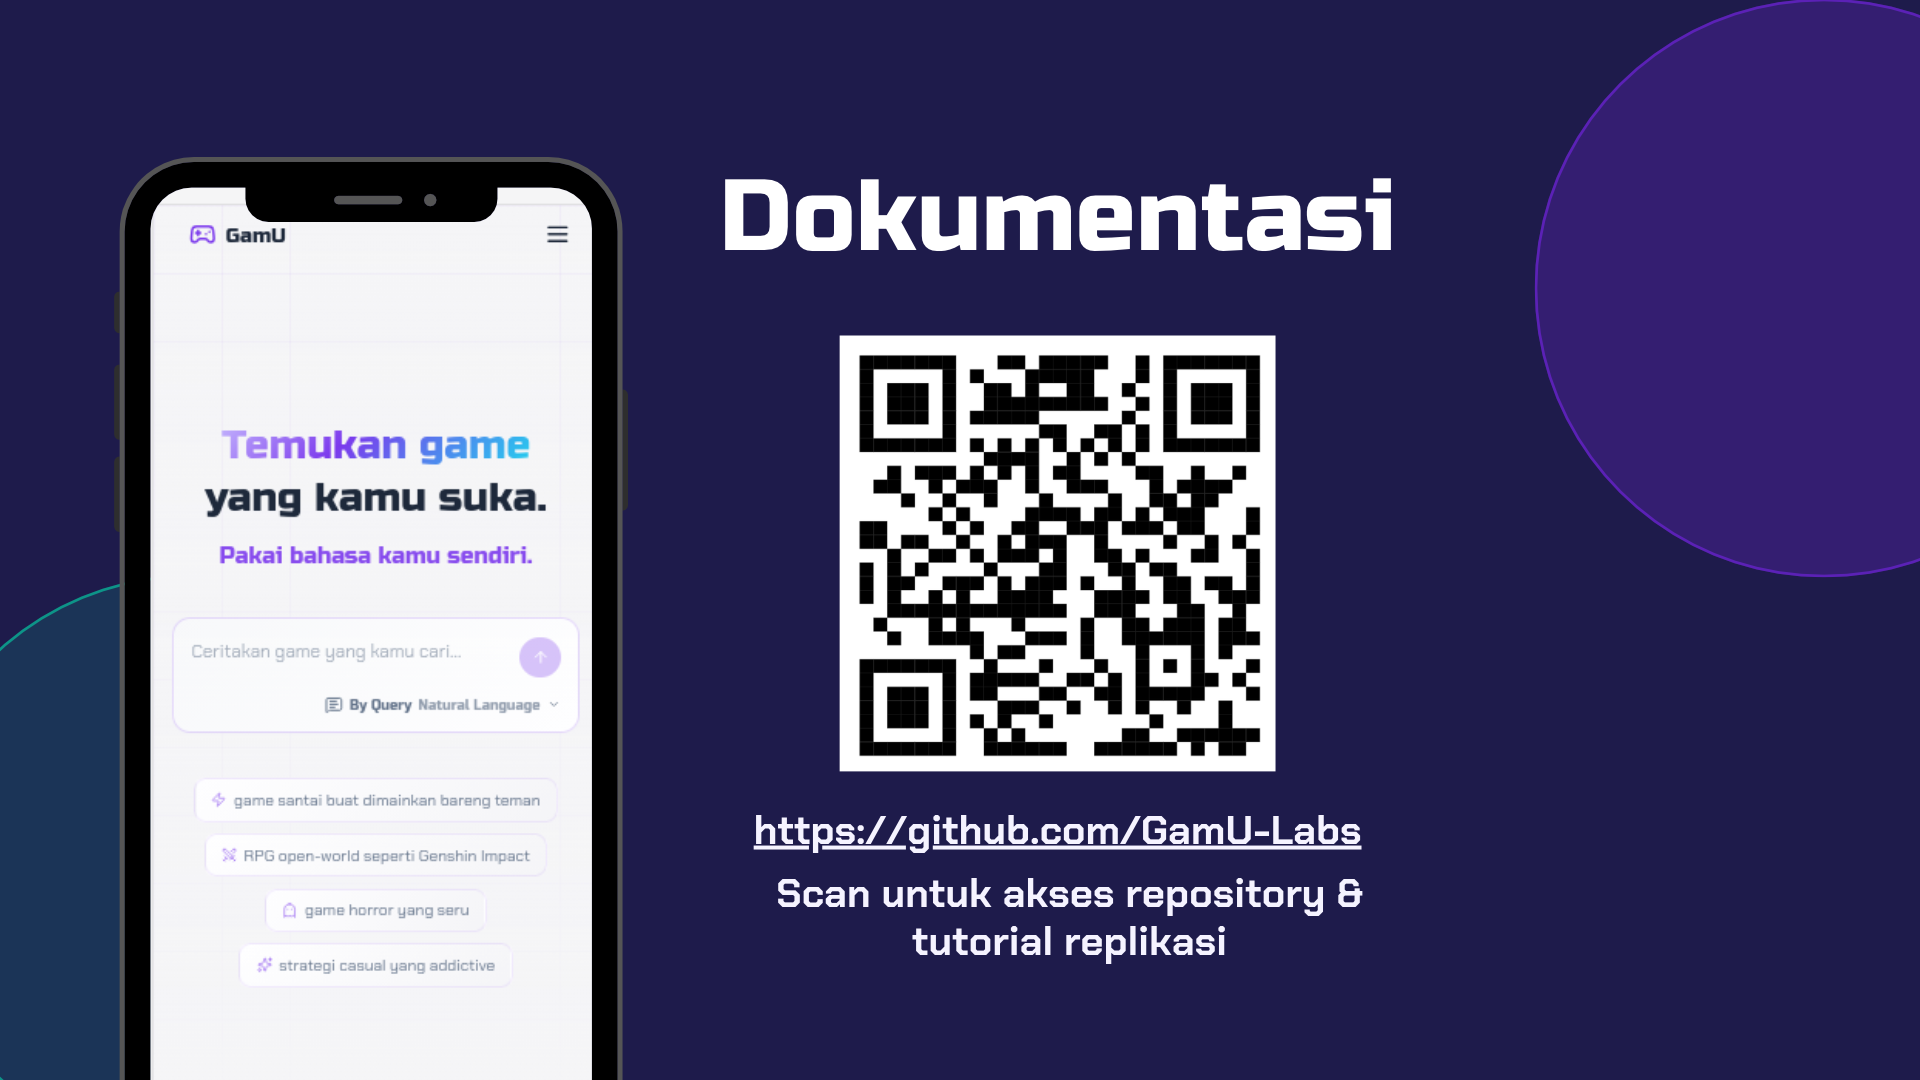 GamU
Temukan game
yang kamu suka.
Pakai bahasa kamu sendiri.
Ceritakan game yang kamu cari...
By Query Natural Language
game santai buat dimainkan bareng teman
RPG open-world seperti Genshin Impact
game horror yang seru
strategi casual yang addictive
Dokumentasi
https://github.com/GamU-Labs
Scan untuk akses repository &
tutorial replikasi